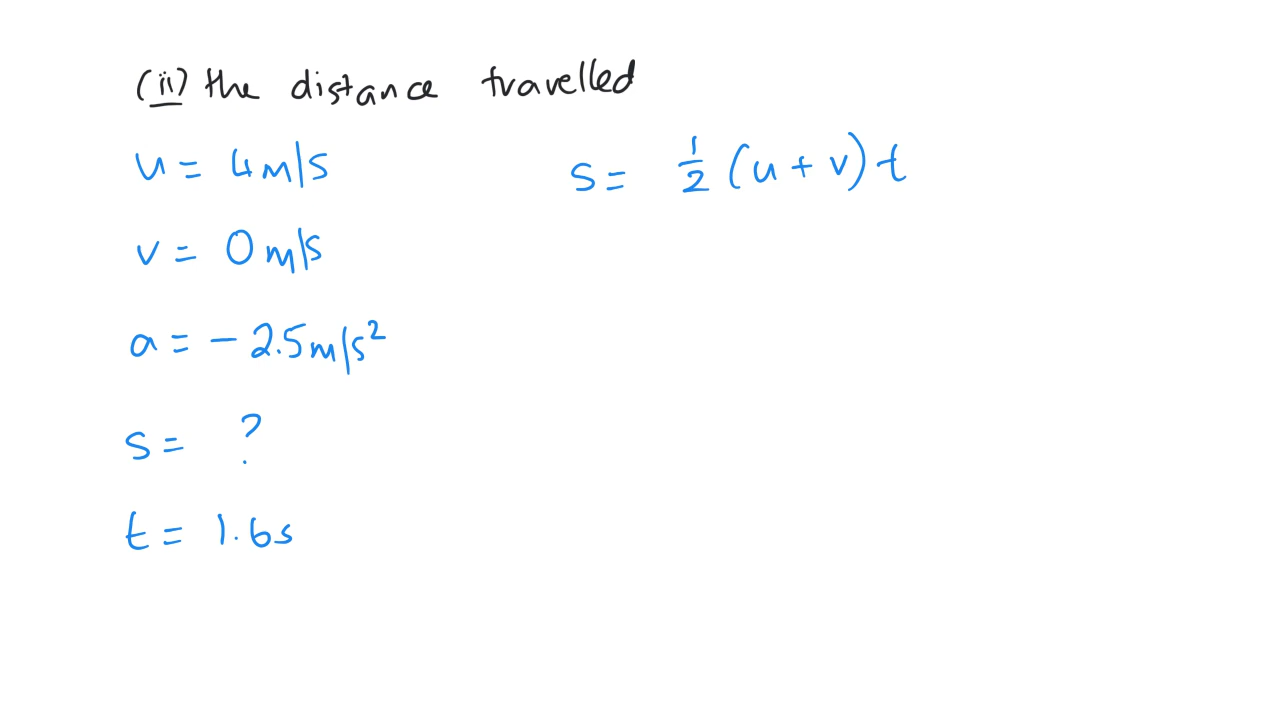 (ii) the distance travelled
u = 4m/s
s = 1/2 (u + v) t
v = 0m/s
a = - 2.5m/s²
s = ?
t = 1.6s